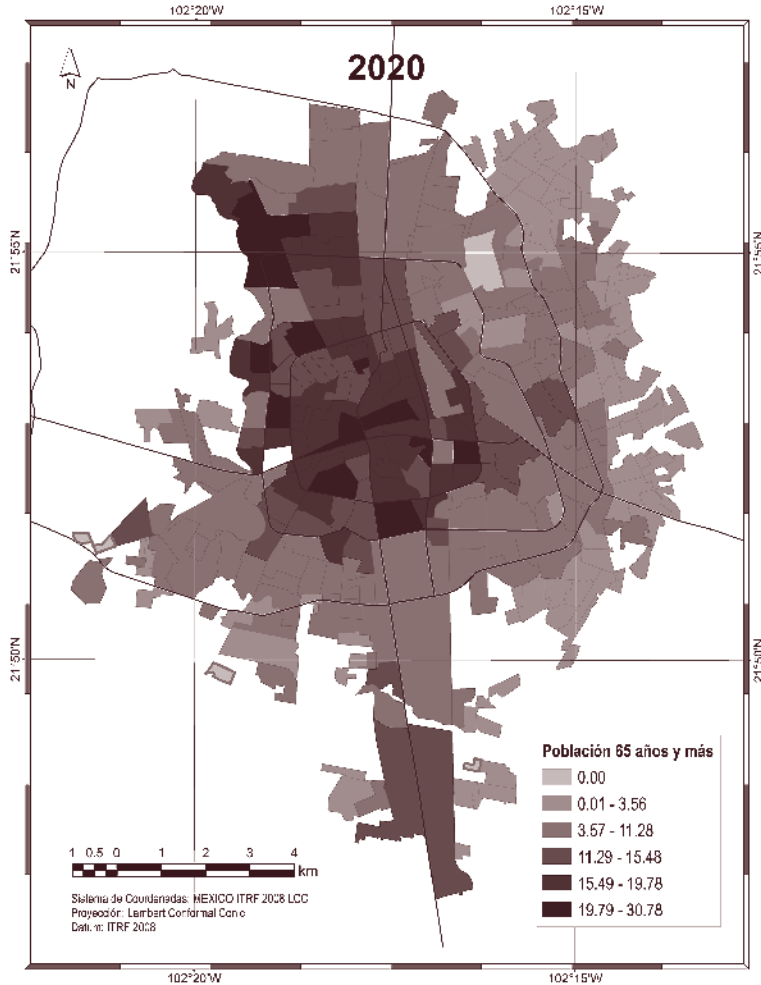 102°20'W 102°15'W
N
2020
21°55'N 21°55'N
21°50'N 21°50'N
Población 65 años y más
0.00
0.01 - 3.56
3.57 - 11.28
11.29 - 15.48
15.49 - 19.78
19.79 - 30.78
1 0.5 0 1 2 3 4
km
Sistema de Coordenadas: MEXICO ITRF 2008 LCC
Proyección: Lambert Conformal Conic
Datum: ITRF 2008
102°20'W 102°15'W